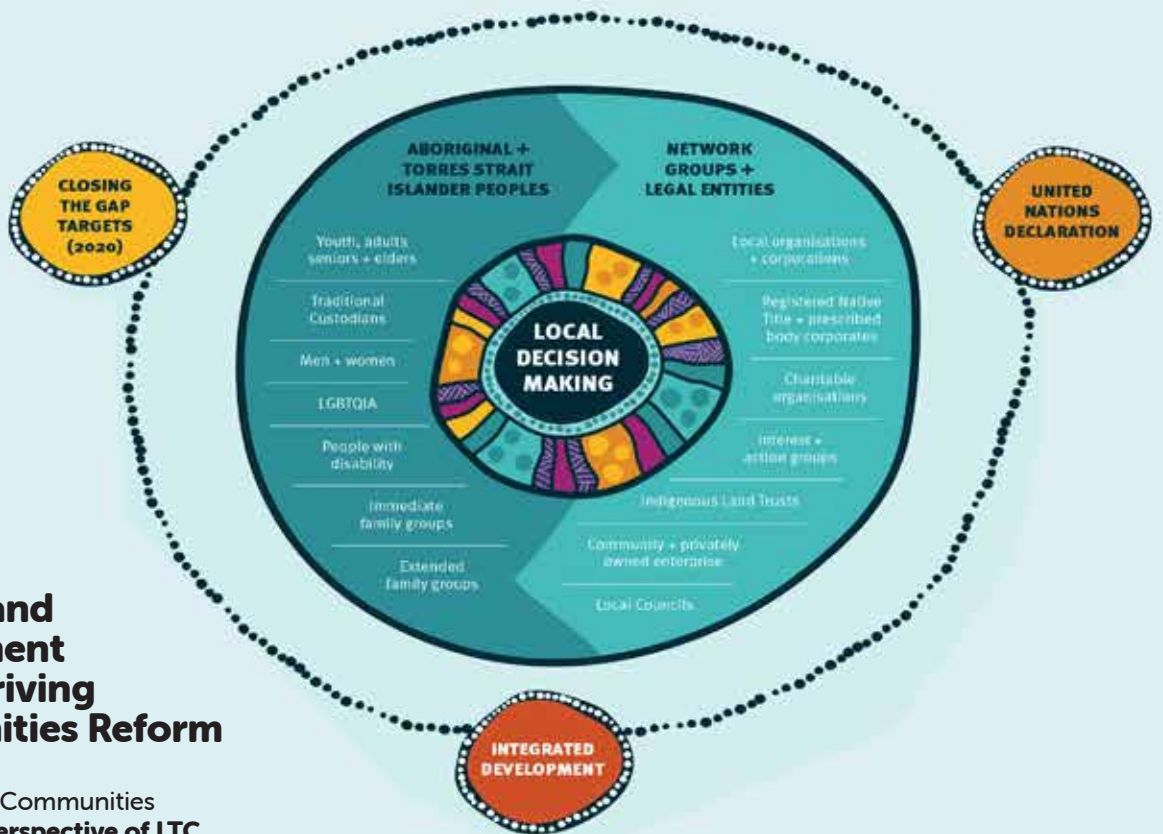 CLOSING
THE GAP
TARGETS
(2020)
ABORIGINAL +
TORRES STRAIT
ISLANDER PEOPLES
Youth, adults
seniors + elders
Traditional
Custodians
Men + women
LGBTQIA
People with
disability
Immediate
family groups
Extended
family groups
LOCAL
DECISION
MAKING
NETWORK
GROUPS +
LEGAL ENTITIES
Local organisations
+ corporations
Registered Native
Title + prescribed
body corporates
Charitable
organisations
Interest +
action groups
Indigenous Land Trusts
Community + privately
owned enterprise
Local Councils
UNITED
NATIONS
DECLARATION
INTEGRATED
DEVELOPMENT
and
ment
riving
nities Reform
Communities
erspective of LTC